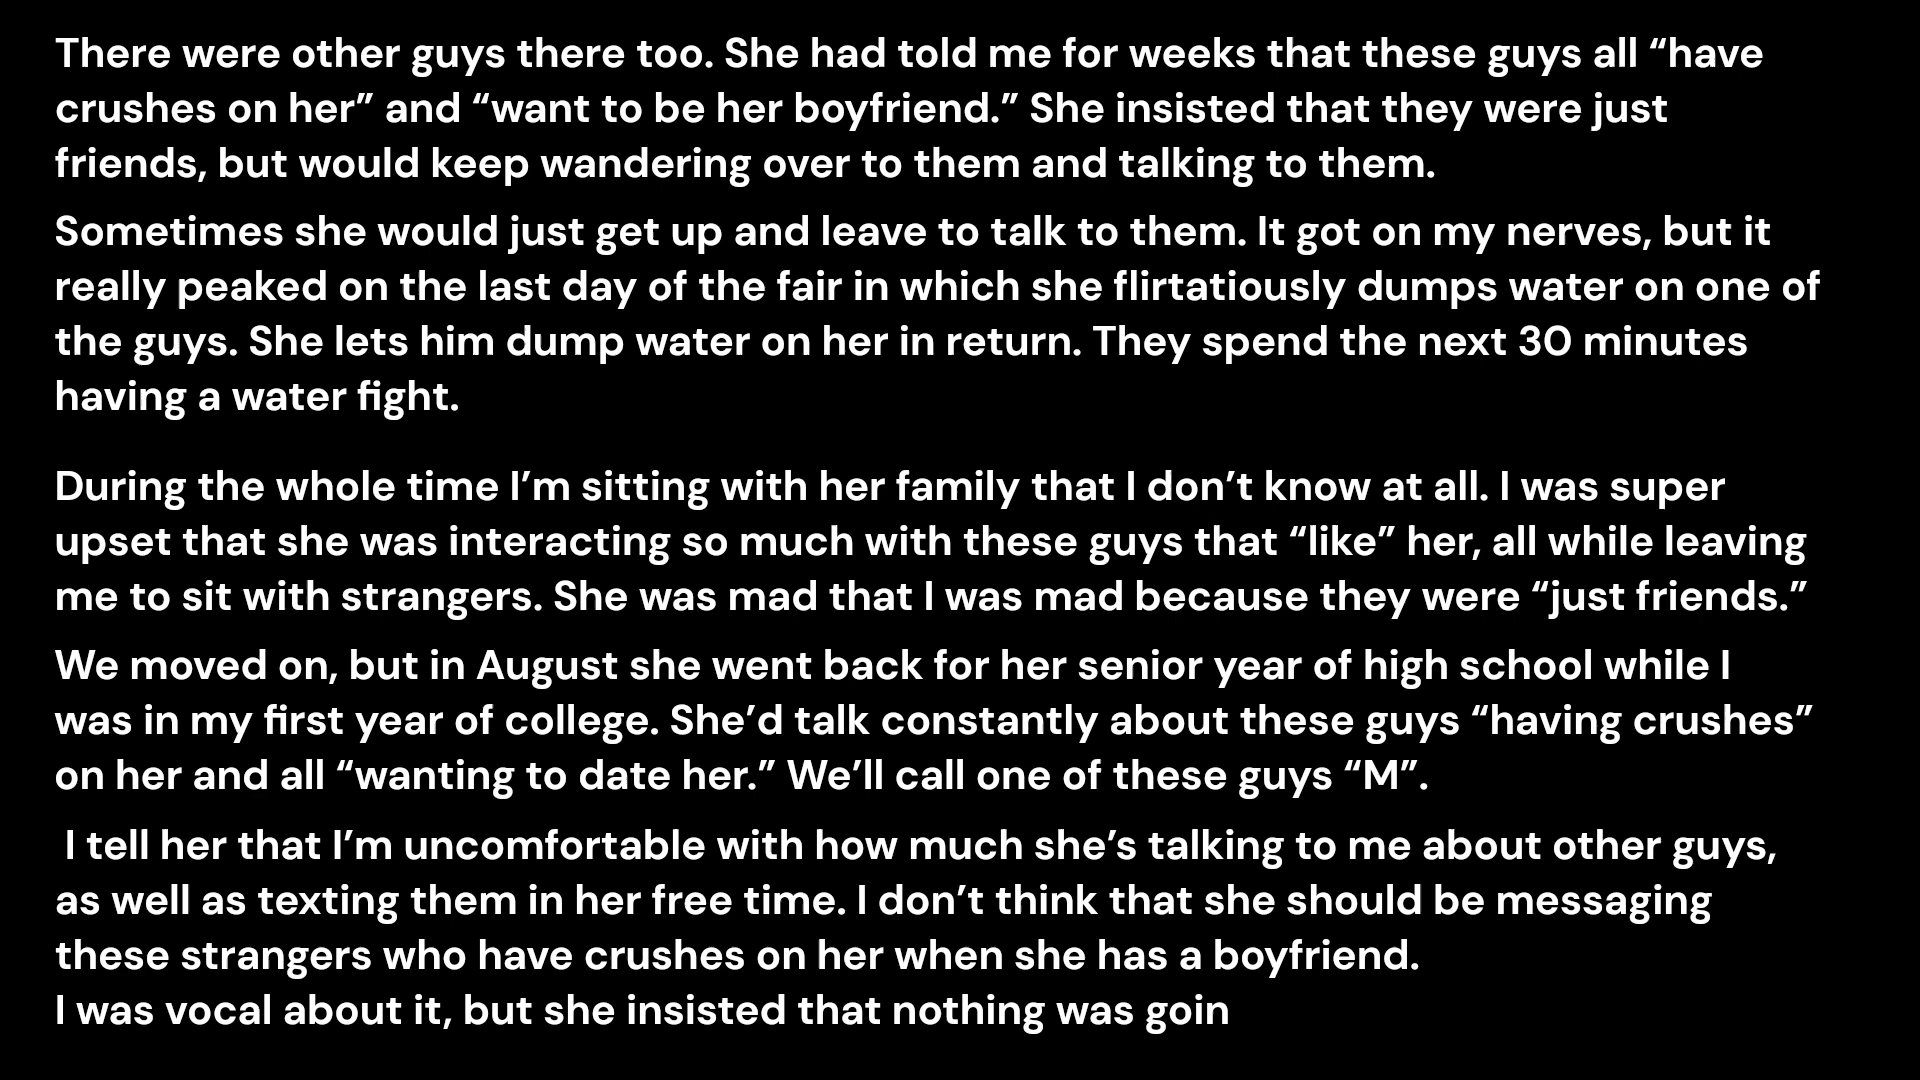 There were other guys there too. She had told me for weeks that these guys all “have
crushes on her” and “want to be her boyfriend.” She insisted that they were just
friends, but would keep wandering over to them and talking to them.
Sometimes she would just get up and leave to talk to them. It got on my nerves, but it
really peaked on the last day of the fair in which she flirtatiously dumps water on one of
the guys. She lets him dump water on her in return. They spend the next 30 minutes
having a water fight.
During the whole time I’m sitting with her family that I don’t know at all. I was super
upset that she was interacting so much with these guys that “like” her, all while leaving
me to sit with strangers. She was mad that I was mad because they were “just friends.”
We moved on, but in August she went back for her senior year of high school while I
was in my first year of college. She’d talk constantly about these guys “having crushes”
on her and all “wanting to date her.” We’ll call one of these guys “M”.
I tell her that I’m uncomfortable with how much she’s talking to me about other guys,
as well as texting them in her free time. I don’t think that she should be messaging
these strangers who have crushes on her when she has a boyfriend.
I was vocal about it, but she insisted that nothing was goin